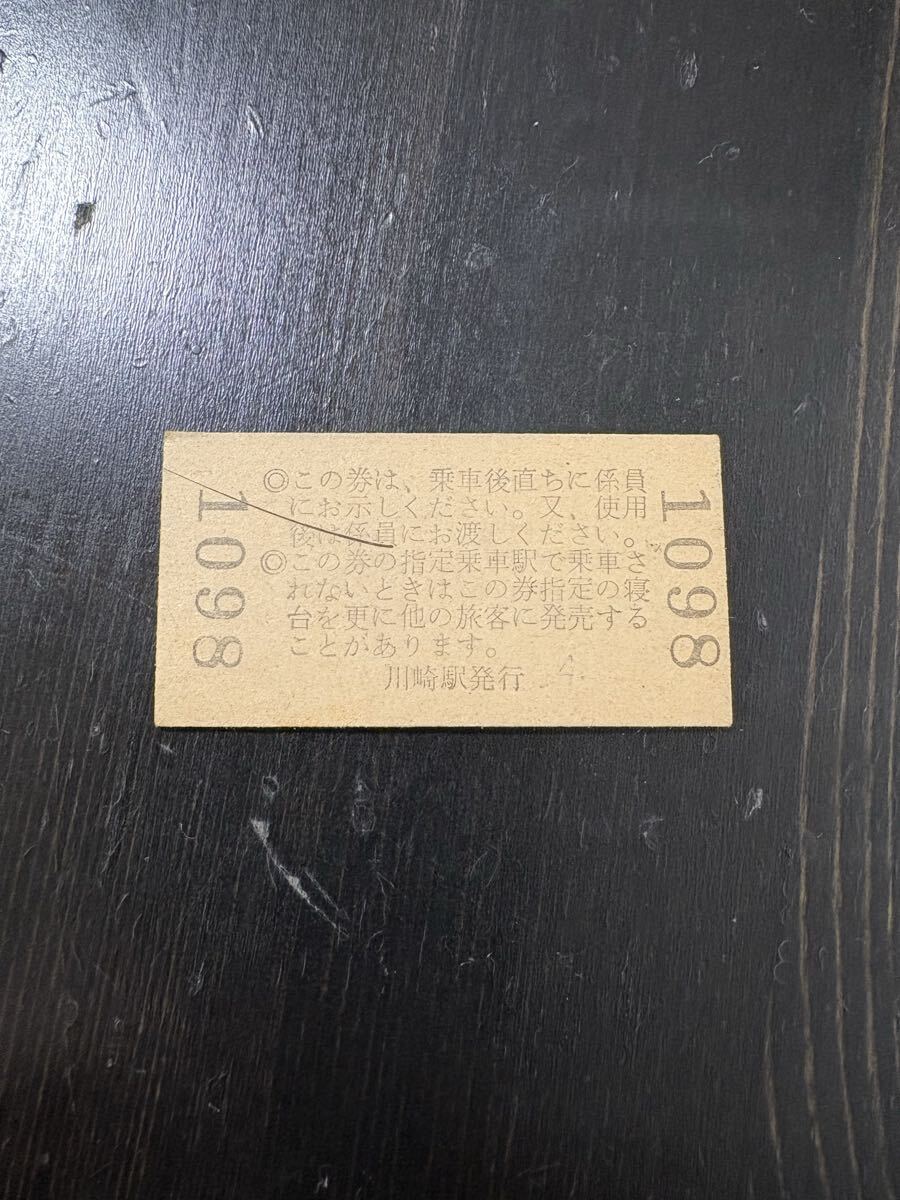 1098
◎この券は、乗車後直ちに係員
にお示しください。又、使用
後は係員にお渡しください。
◎この券の指定乗車駅で乗車さ
れないときはこの券指定の寝
台を更に他の旅客に発売する
ことがあります。
川崎駅発行 4
1098